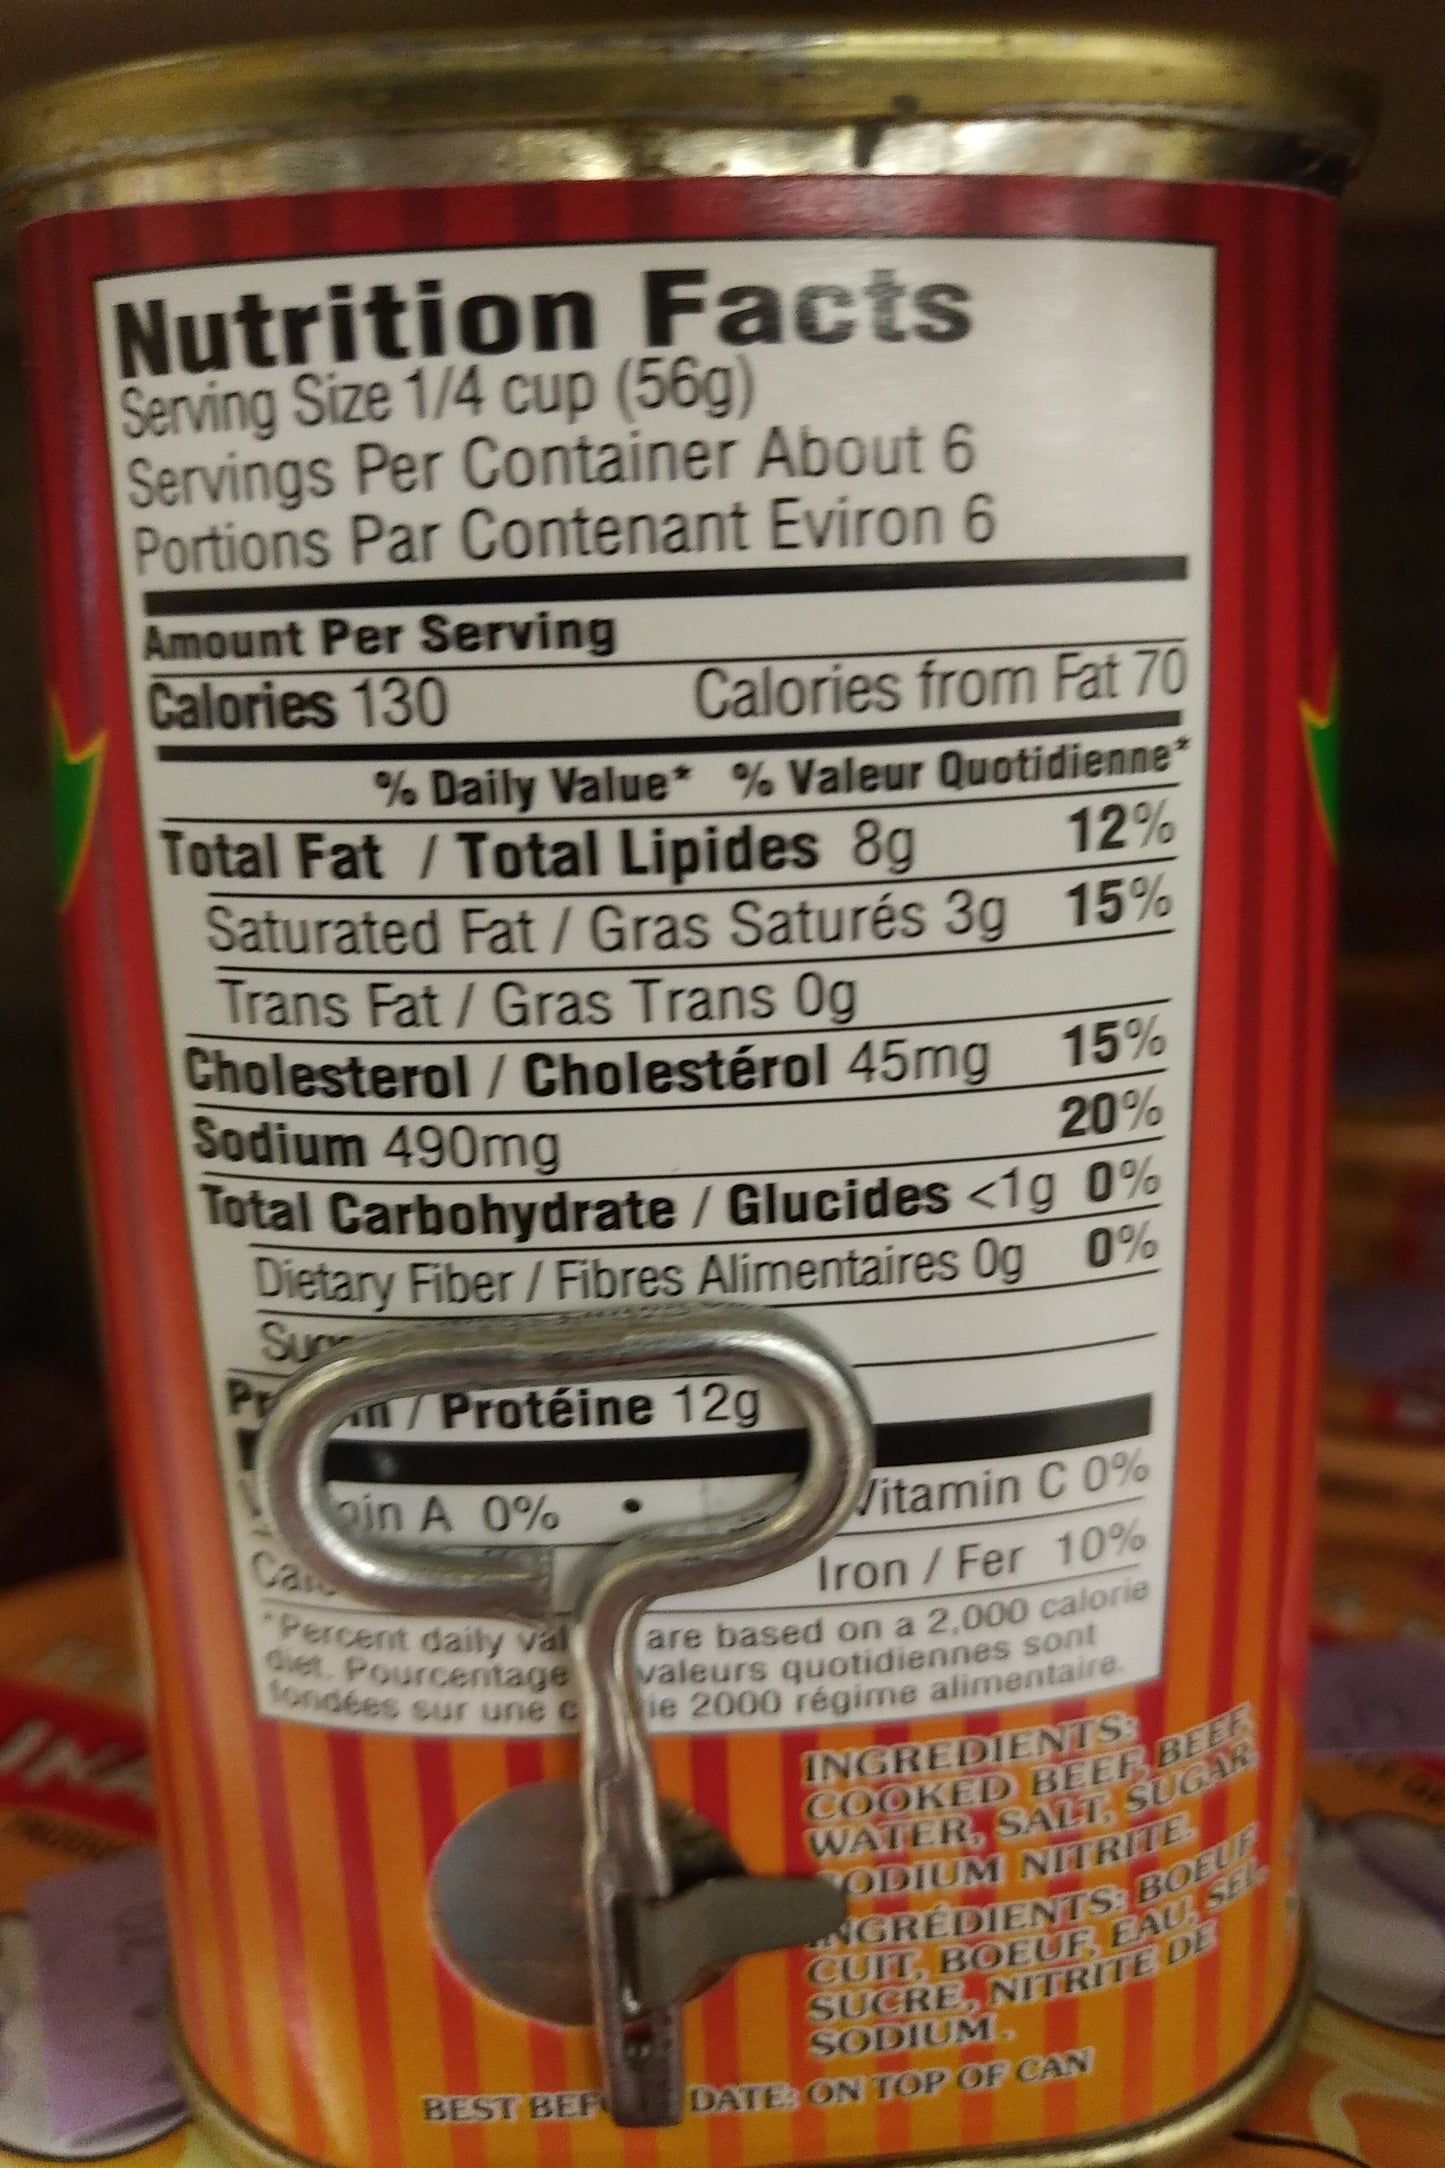 Nutrition Facts
Serving Size 1/4 cup (56g)
Servings Per Container About 6
Portions Par Contenant Eviron 6
Amount Per Serving
Calories 130 Calories from Fat 70
% Daily Value* % Valeur Quotidienne*
Total Fat / Total Lipides 8g 12%
Saturated Fat / Gras Saturés 3g 15%
Trans Fat / Gras Trans 0g
Cholesterol / Cholestérol 45mg 15%
Sodium 490mg 20%
Total Carbohydrate / Glucides <1g 0%
Dietary Fiber / Fibres Alimentaires 0g 0%
/ Protéine 12g
A 0% • Vitamin C 0%
Iron / Fer 10%
*Percent daily are based on a 2,000 calorie
diet. Pourcentage valeurs quotidiennes sont
fondées sur une 2000 régime alimentaire.
INGREDIENTS:
COOKED BEEF, BEEF,
WATER, SALT, SUGAR,
SODIUM NITRITE.
INGRÉDIENTS: BOEUF
CUIT, BOEUF, EAU, SEL,
SUCRE, NITRITE DE
SODIUM.
BEST DATE: ON TOP OF CAN